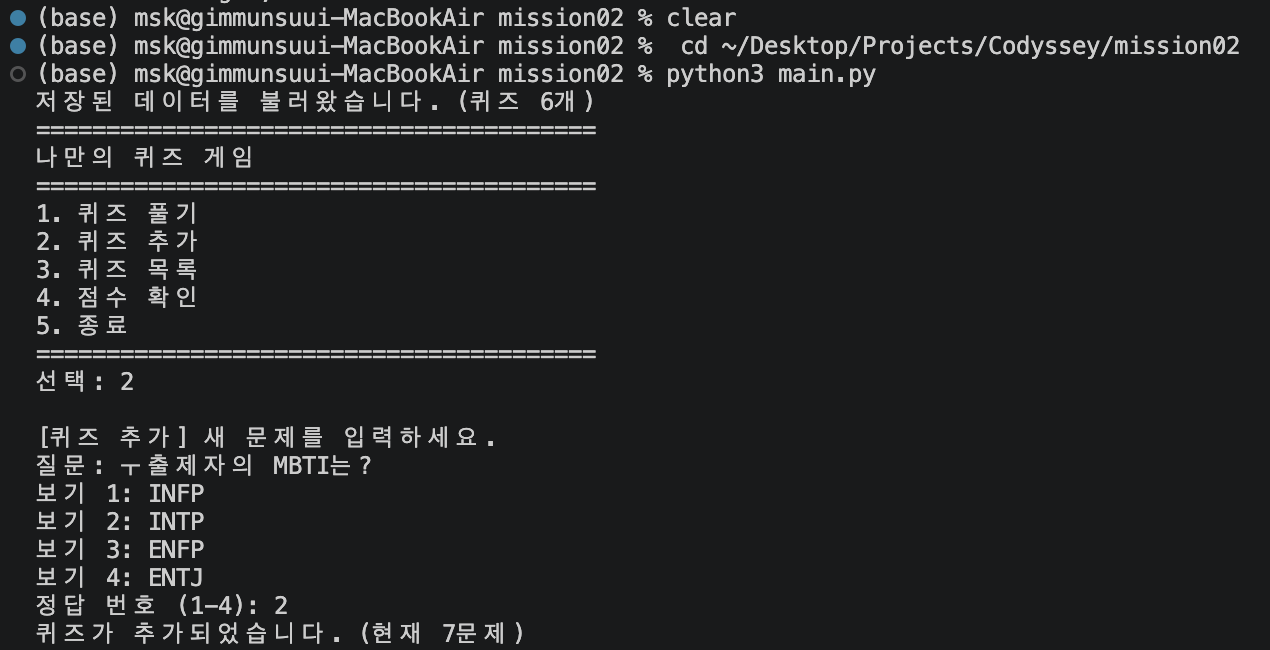 (base) msk@gimmunsuui-MacBookAir mission02 % clear
(base) msk@gimmunsuui-MacBookAir mission02 %  cd ~/Desktop/Projects/Codyssey/mission02
(base) msk@gimmunsuui-MacBookAir mission02 % python3 main.py
저장된 데이터를 불러왔습니다. (퀴즈 6개)
========================================
나만의 퀴즈 게임
========================================
1. 퀴즈 풀기
2. 퀴즈 추가
3. 퀴즈 목록
4. 점수 확인
5. 종료
========================================
선택: 2
[퀴즈 추가] 새 문제를 입력하세요.
질문: ㅜ출제자의 MBTI는?
보기 1: INFP
보기 2: INTP
보기 3: ENFP
보기 4: ENTJ
정답 번호 (1-4): 2
퀴즈가 추가되었습니다. (현재 7문제)